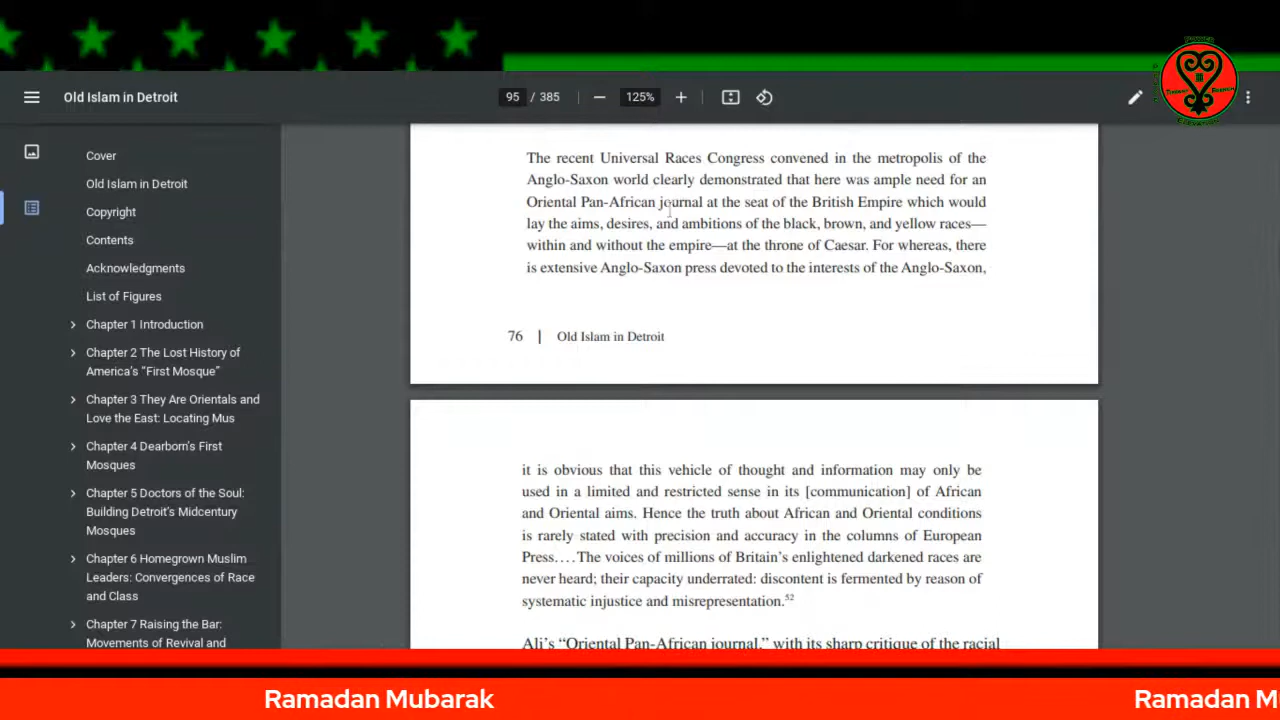 Old Islam in Detroit
95 / 385
125%
POWER
ELEVATION
Cover
Old Islam in Detroit
Copyright
Contents
Acknowledgments
List of Figures
Chapter 1 Introduction
Chapter 2 The Lost History of
America's “First Mosque”
Chapter 3 They Are Orientals and
Love the East: Locating Mus
Chapter 4 Dearborn's First
Mosques
Chapter 5 Doctors of the Soul:
Building Detroit's Midcentury
Mosques
Chapter 6 Homegrown Muslim
Leaders: Convergences of Race
and Class
Chapter 7 Raising the Bar:
Movements of Revival and
The recent Universal Races Congress convened in the metropolis of the
Anglo-Saxon world clearly demonstrated that here was ample need for an
Oriental Pan-African journal at the seat of the British Empire which would
lay the aims, desires, and ambitions of the black, brown, and yellow races—
within and without the empire—at the throne of Caesar. For whereas, there
is extensive Anglo-Saxon press devoted to the interests of the Anglo-Saxon,
76 | Old Islam in Detroit
it is obvious that this vehicle of thought and information may only be
used in a limited and restricted sense in its [communication] of African
and Oriental aims. Hence the truth about African and Oriental conditions
is rarely stated with precision and accuracy in the columns of European
Press.... The voices of millions of Britain's enlightened darkened races are
never heard; their capacity underrated: discontent is fermented by reason of
systematic injustice and misrepresentation.52
Ali's “Oriental Pan-African journal,” with its sharp critique of the racial
Ramadan Mubarak
Ramadan Mu